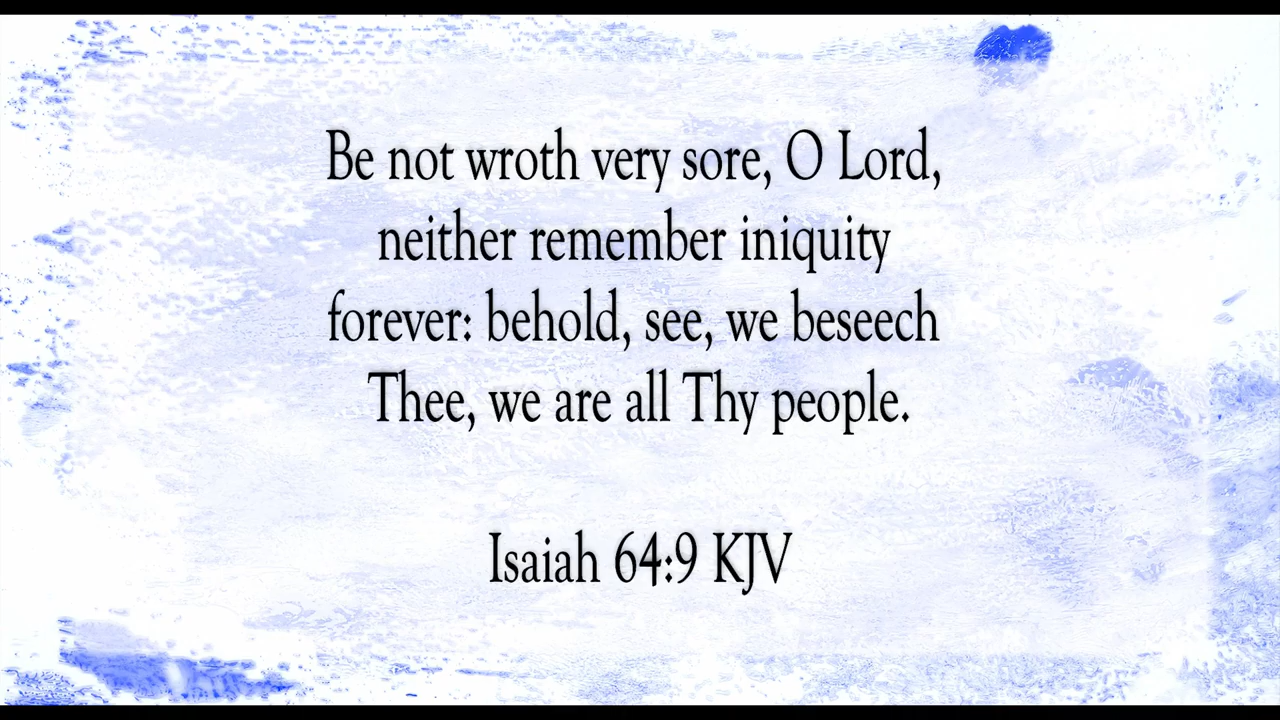 Be not wroth very sore, O Lord,
neither remember iniquity
forever: behold, see, we beseech
Thee, we are all Thy people.
Isaiah 64:9 KJV